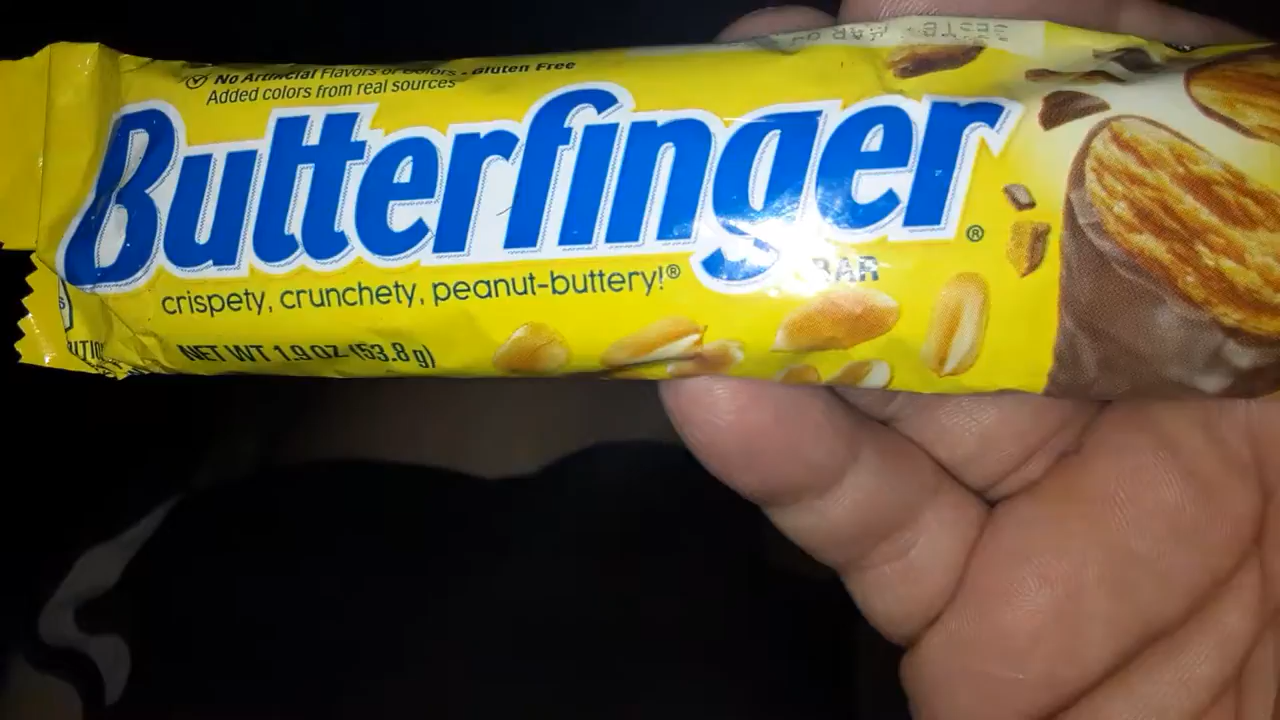 No Artificial Flavors or Colors • Gluten Free
Added colors from real sources
Butterfinger®
BAR
crispety, crunchety, peanut-buttery!®
NET WT 1.9 OZ (53.8 g)